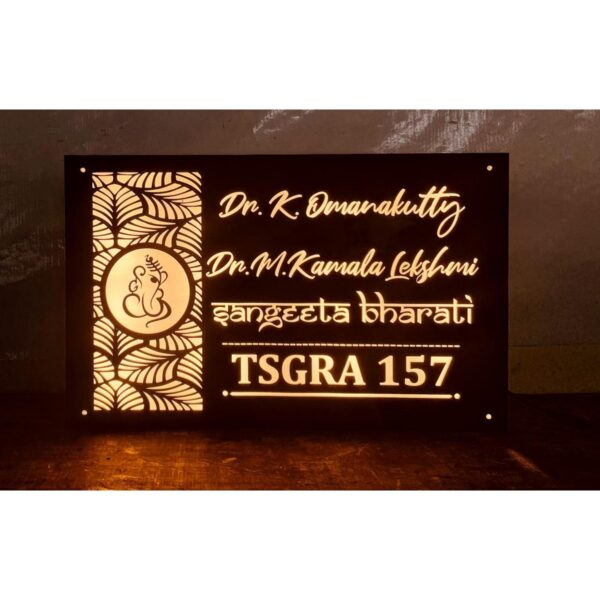 Dr. K. Omanakutty
Dr. M. Kamala Lekshmi
sangeeta bharati
TSGRA 157